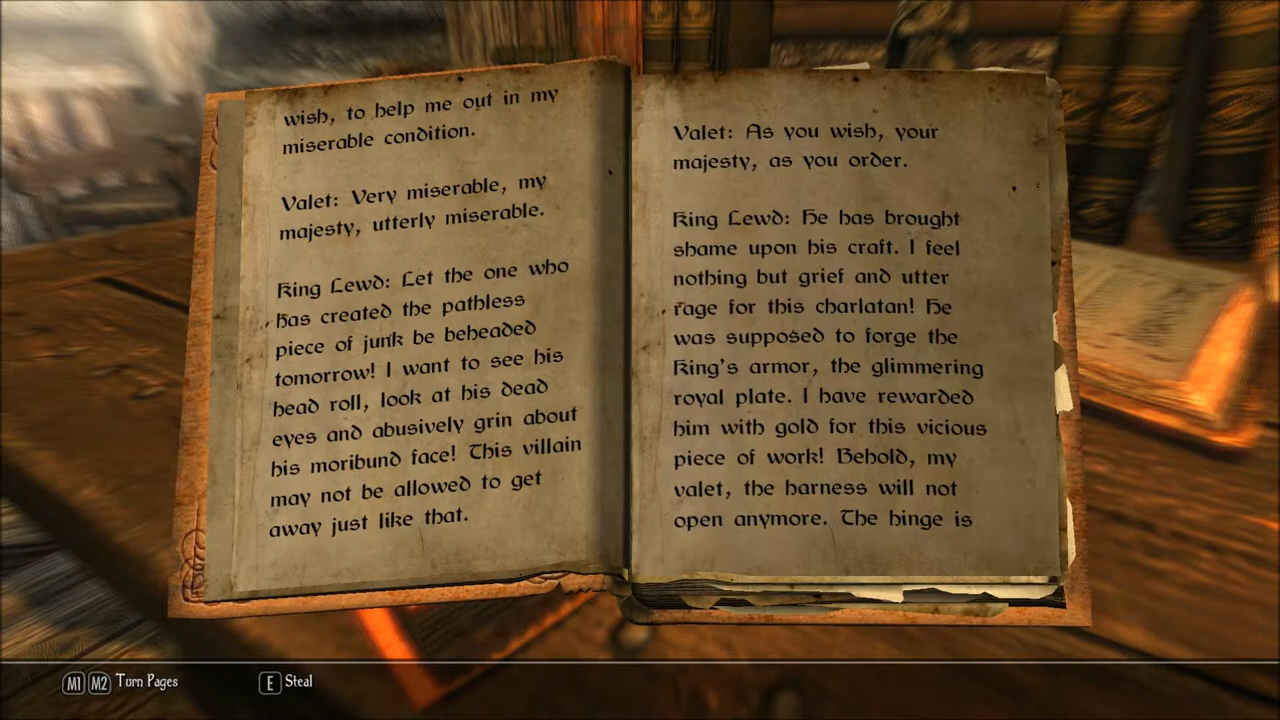 wish, to help me out in my
miserable condition.
Valet: Very miserable, my
majesty, utterly miserable.
King Lewd: Let the one who
has created the pathless
piece of junk be beheaded
tomorrow! I want to see his
head roll, look at his dead
eyes and abusively grin about
his moribund face! This villain
may not be allowed to get
away just like that.
Valet: As you wish, your
majesty, as you order.
King Lewd: He has brought
shame upon his craft. I feel
nothing but grief and utter
rage for this charlatan! He
was supposed to forge the
King's armor, the glimmering
royal plate. I have rewarded
him with gold for this vicious
piece of work! Behold, my
valet, the harness will not
open anymore. The hinge is
M1 M2 Turn Pages
E Steal